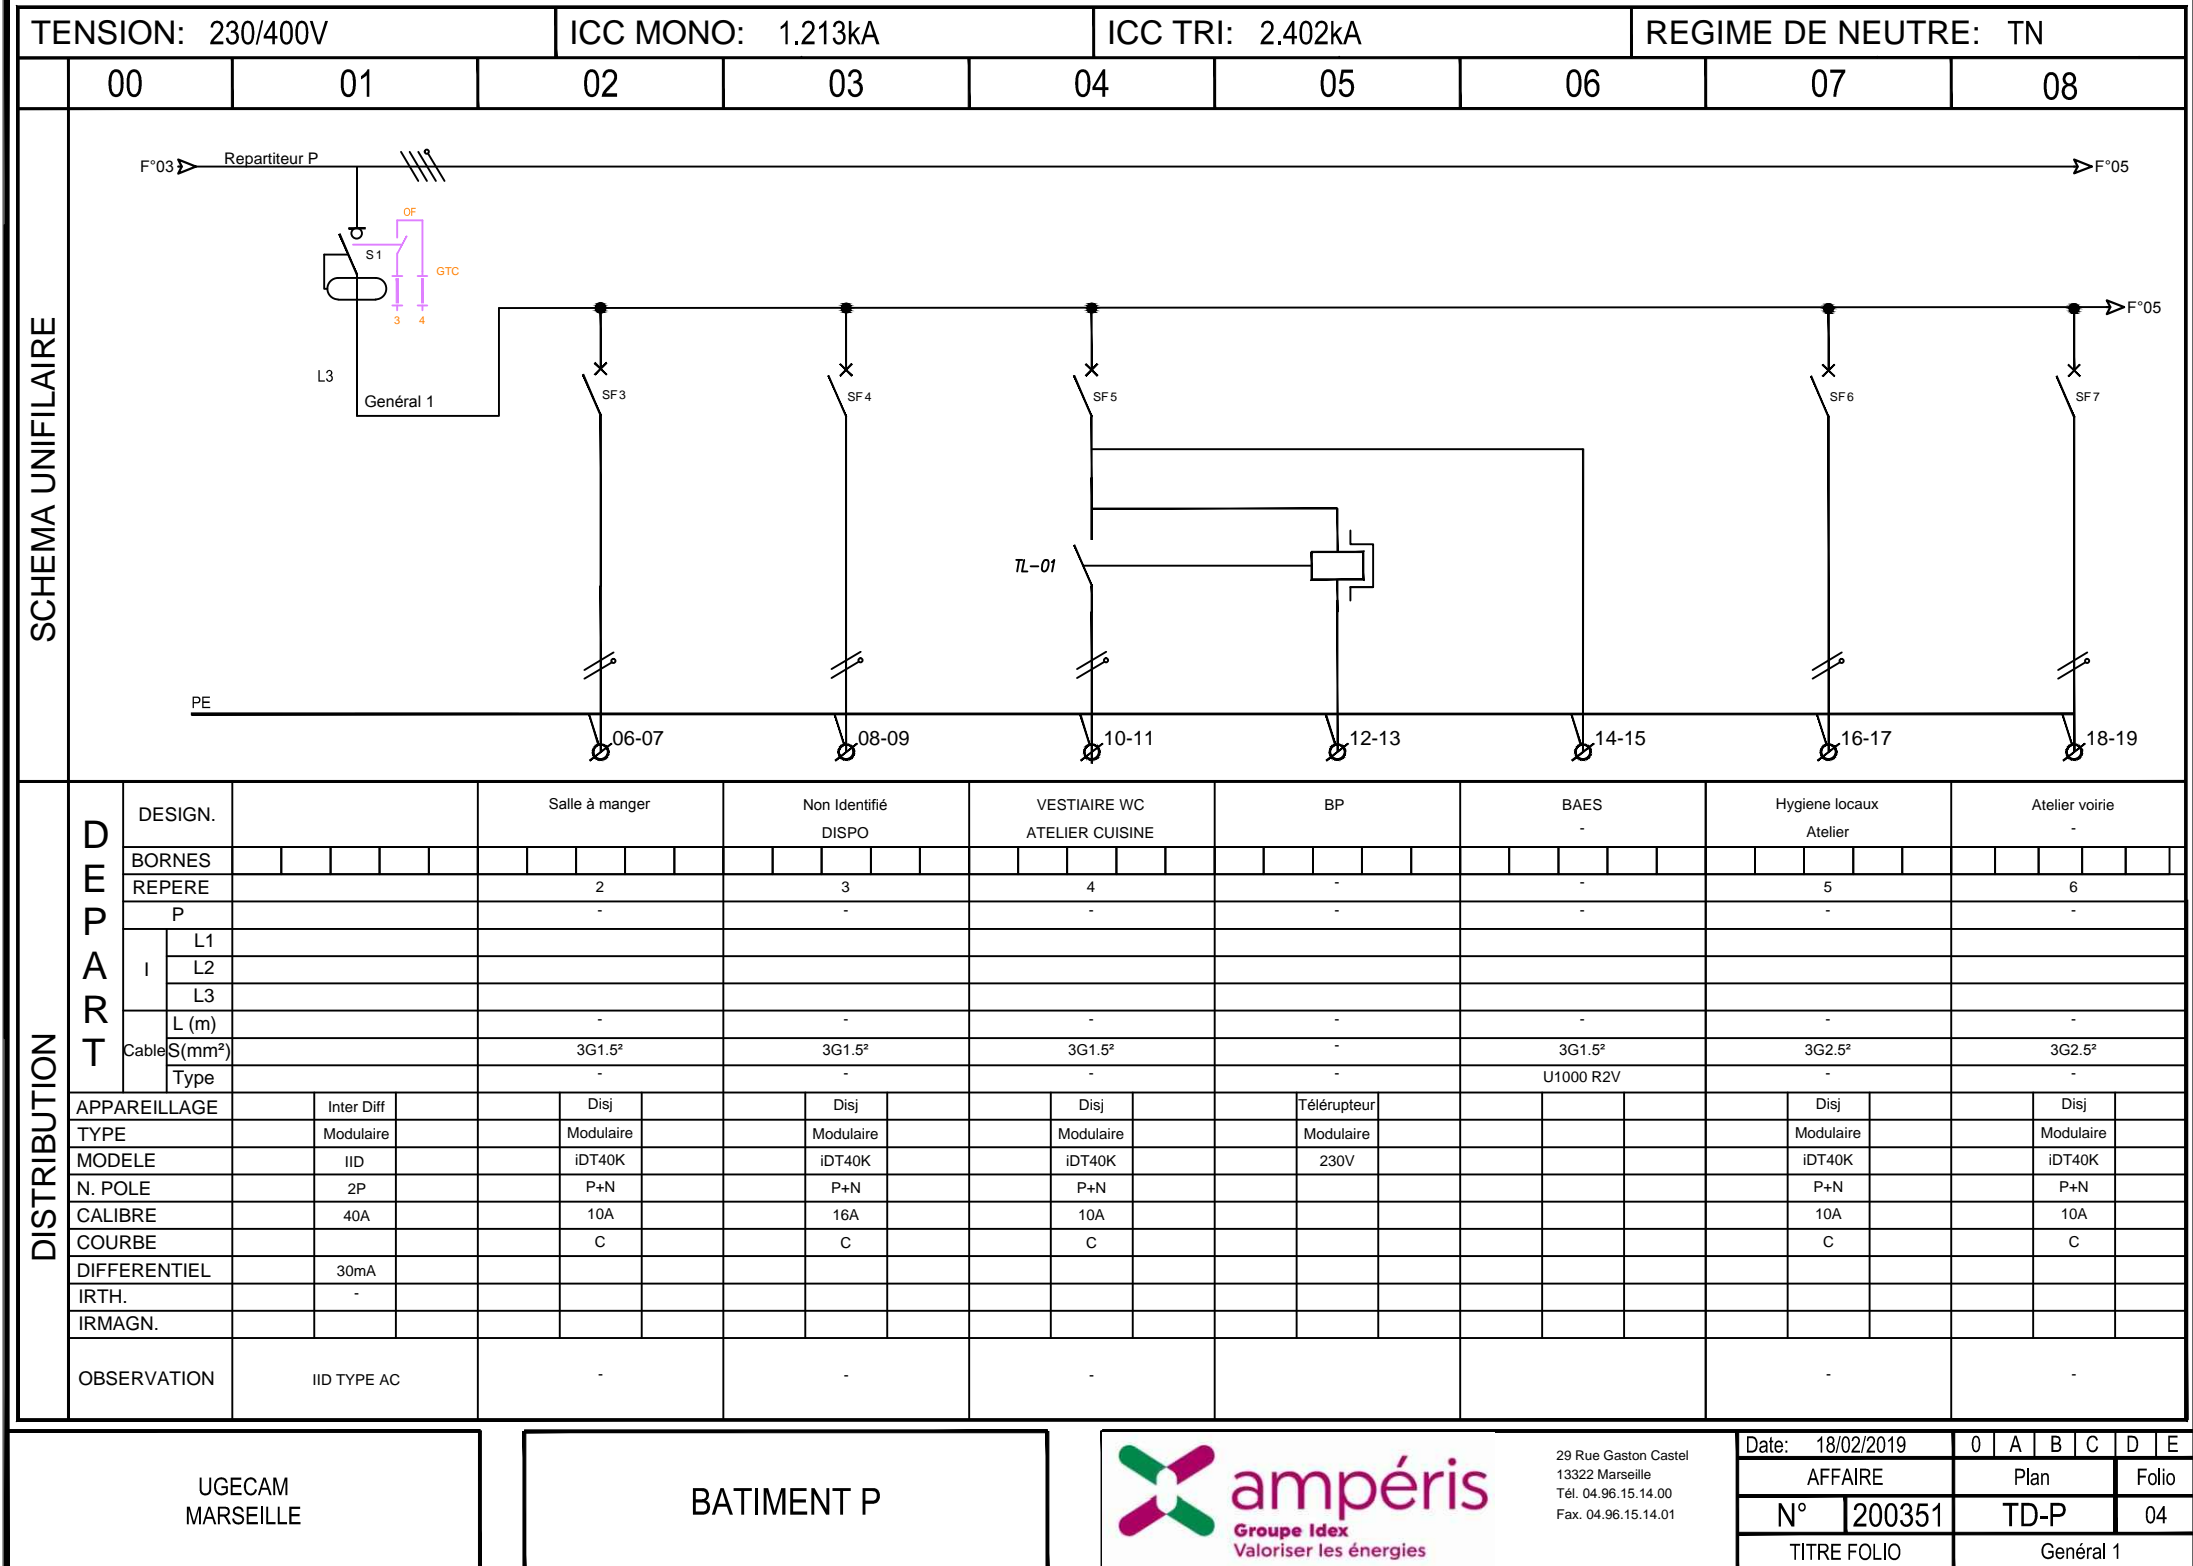 TENSION: 230/400V ICC MONO: 1.213kA ICC TRI: 2.402kA REGIME DE NEUTRE: TN
00 01 02 03 04 05 06 07 08
SCHEMA UNIFILAIRE
F°03 Repartiteur P F°05
OF
S1
GTC
3 4
F°05
L3
Genéral 1
SF3 SF4 SF5 SF6 SF7
TL-01
PE
06-07 08-09 10-11 12-13 14-15 16-17 18-19
DISTRIBUTION
DEPART
DESIGN. Salle à manger Non Identifié VESTIAIRE WC BP BAES Hygiene locaux Atelier voirie
DISPO ATELIER CUISINE - Atelier -
BORNES
REPERE 2 3 4 - - 5 6
P - - - - - - -
I
L1
L2
L3
Cable
L (m) - - - - - - -
S(mm²) 3G1.5² 3G1.5² 3G1.5² - 3G1.5² 3G2.5² 3G2.5²
Type - - - - U1000 R2V - -
APPAREILLAGE Inter Diff Disj Disj Disj Télérupteur Disj Disj
TYPE Modulaire Modulaire Modulaire Modulaire Modulaire Modulaire Modulaire
MODELE IID iDT40K iDT40K iDT40K 230V iDT40K iDT40K
N. POLE 2P P+N P+N P+N P+N P+N
CALIBRE 40A 10A 16A 10A 10A 10A
COURBE C C C C C
DIFFERENTIEL 30mA
IRTH. -
IRMAGN.
OBSERVATION IID TYPE AC - - - - -
UGECAM
MARSEILLE
BATIMENT P
ampéris
Groupe Idex
Valoriser les énergies
29 Rue Gaston Castel
13322 Marseille
Tél. 04.96.15.14.00
Fax. 04.96.15.14.01
Date: 18/02/2019 0 A B C D E
AFFAIRE Plan Folio
N° 200351 TD-P 04
TITRE FOLIO Genéral 1